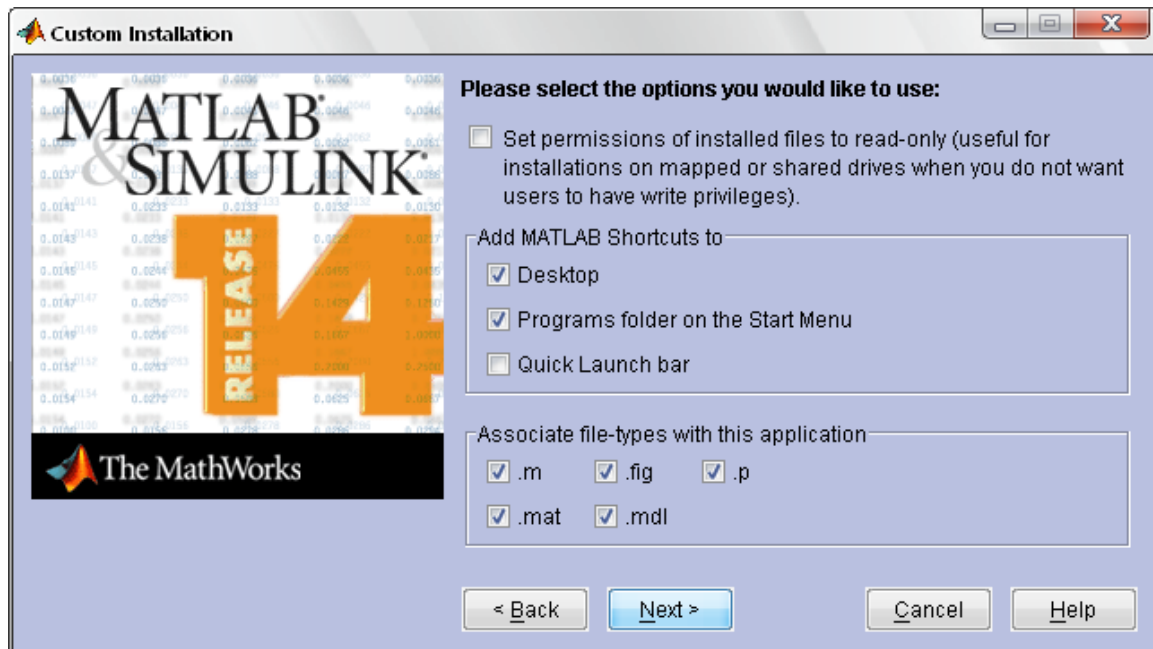 Custom Installation
MATLAB®
& SIMULINK®
RELEASE
14
The MathWorks
Please select the options you would like to use:
Set permissions of installed files to read-only (useful for
installations on mapped or shared drives when you do not want
users to have write privileges).
Add MATLAB Shortcuts to
Desktop
Programs folder on the Start Menu
Quick Launch bar
Associate file-types with this application
.m .fig .p
.mat .mdl
< Back Next > Cancel Help